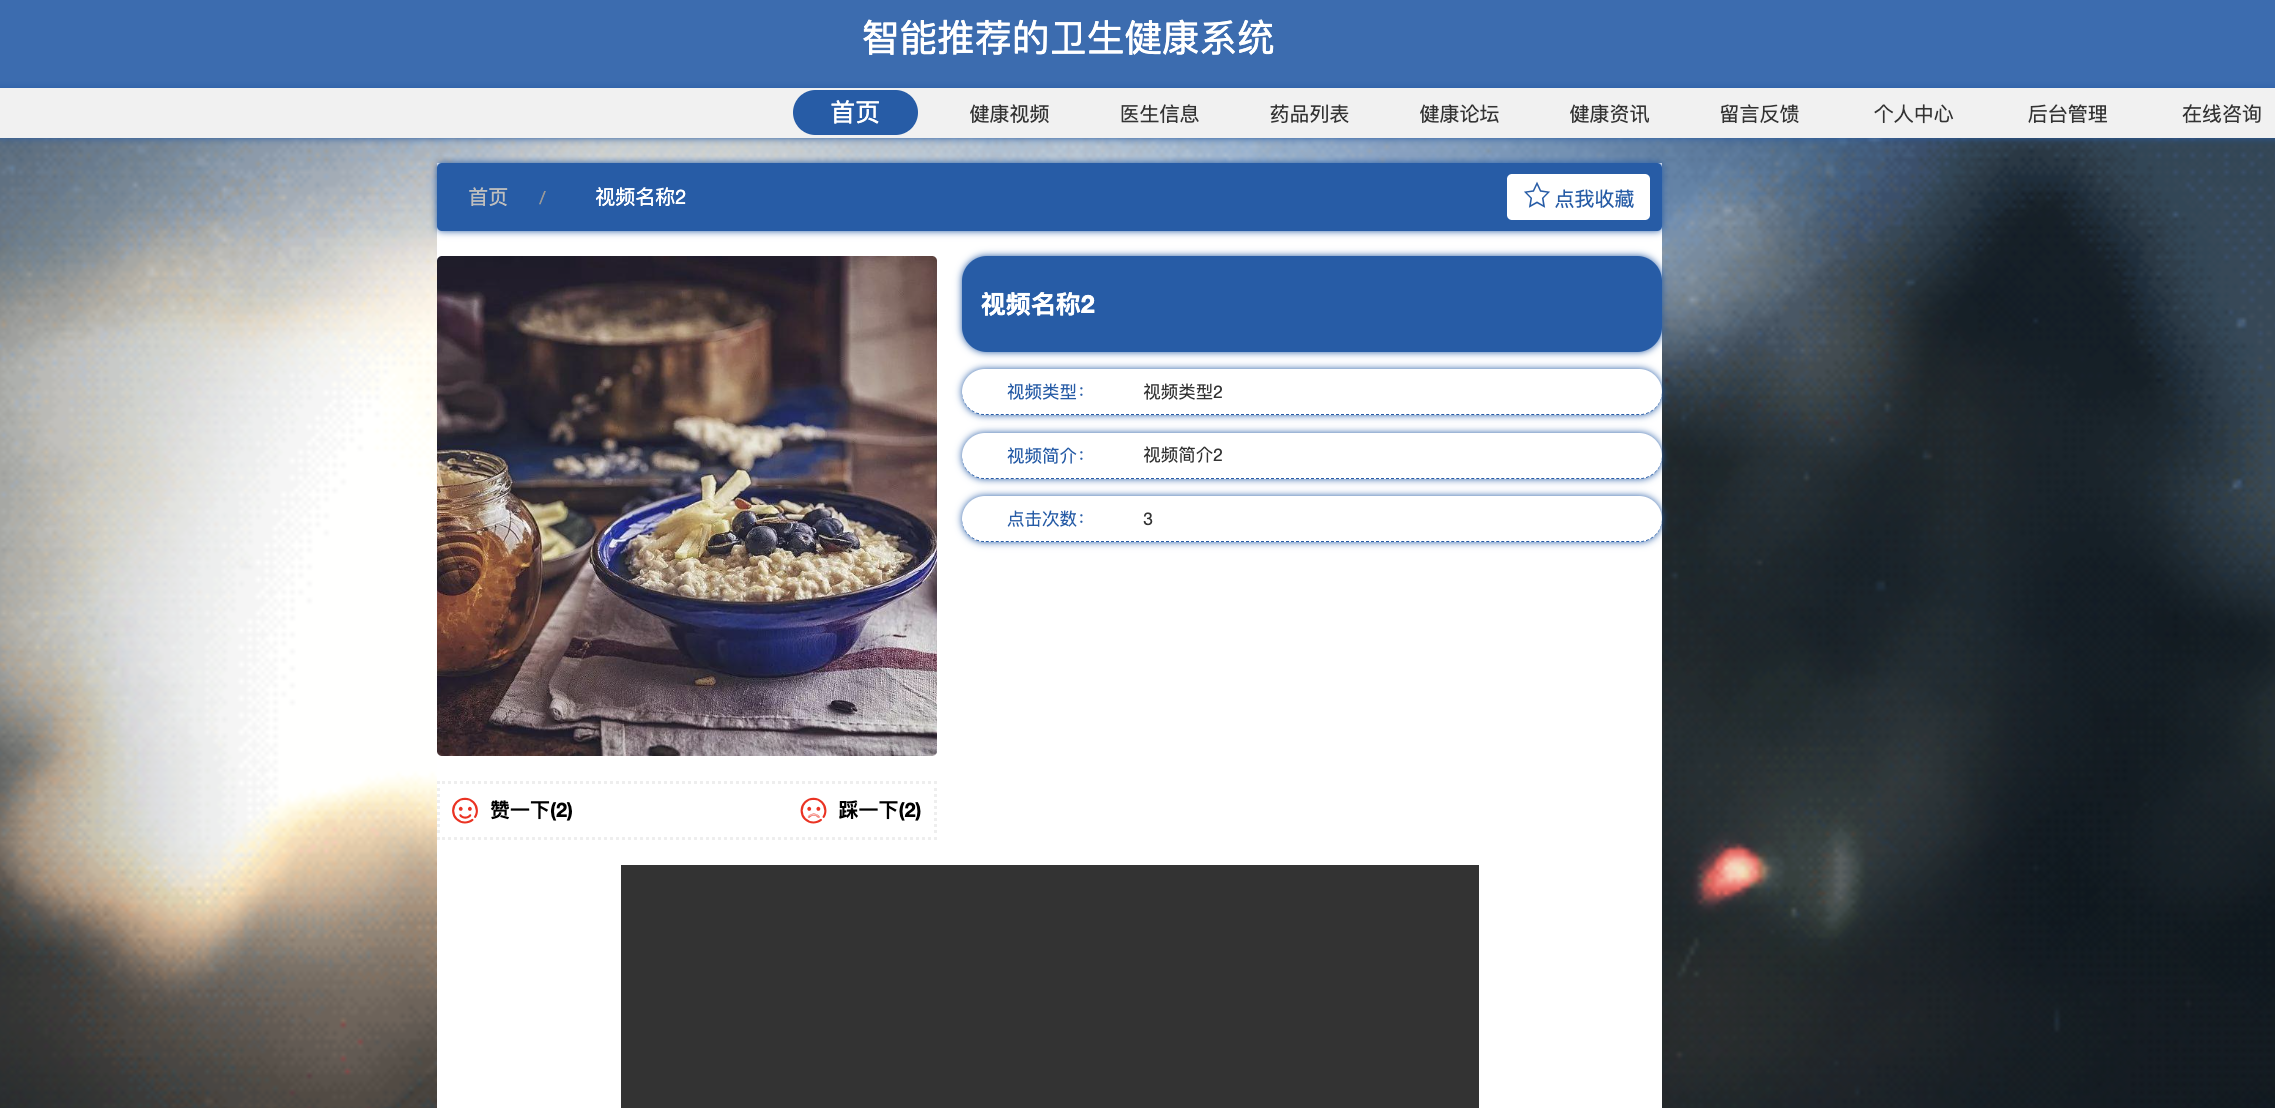 智能推荐的卫生健康系统
首页 健康视频 医生信息 药品列表 健康论坛 健康资讯 留言反馈 个人中心 后台管理 在线咨询
首页 / 视频名称2 点我收藏
视频名称2
视频类型： 视频类型2
视频简介： 视频简介2
点击次数： 3
赞一下(2) 踩一下(2)